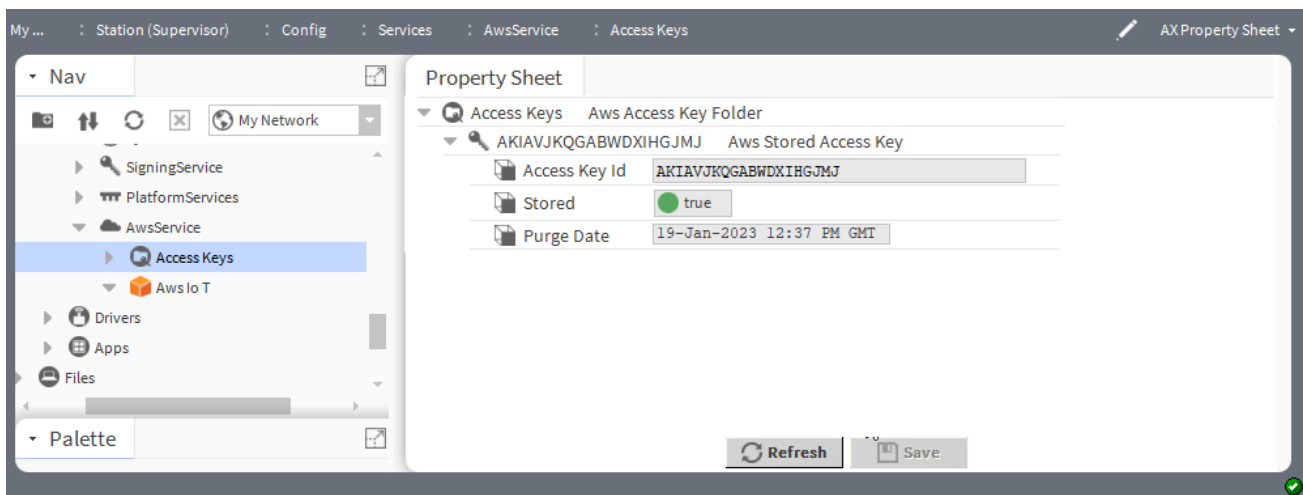 My ... : Station (Supervisor) : Config : Services : AwsService : Access Keys AX Property Sheet
Nav
My Network
SigningService
PlatformServices
AwsService
Access Keys
Aws Io T
Drivers
Apps
Files
Palette
Property Sheet
Access Keys Aws Access Key Folder
AKIAVJKQGABWDXIHGJMJ Aws Stored Access Key
Access Key Id AKIAVJKQGABWDXIHGJMJ
Stored true
Purge Date 19-Jan-2023 12:37 PM GMT
Refresh Save